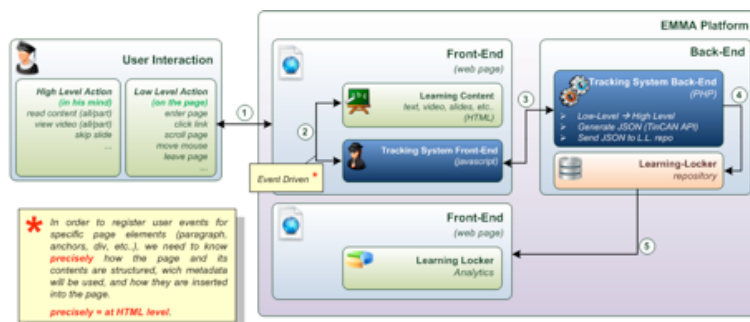 EMMA Platform
User Interaction
High Level Action
(in his mind)
read content (all/part)
view video (all/part)
skip slide
...
Low Level Action
(on the page)
enter page
click link
scroll page
move mouse
leave page
...
1
Front-End
(web page)
Learning Content
text, video, slides, etc..
(HTML)
2
Tracking System Front-End
(javascript)
Event Driven *
3
Back-End
Tracking System Back-End
(PHP)
➢ Low-Level → High Level
➢ Generate JSON (TinCAN API)
➢ Send JSON to L.L. repo
4
Learning-Locker
repository
5
Front-End
(web page)
Learning Locker
Analytics
* In order to register user events for
specific page elements (paragraph,
anchors, div, etc..), we need to know
precisely how the page and its
contents are structured, wich metadata
will be used, and how they are inserted
into the page.
precisely = at HTML level.